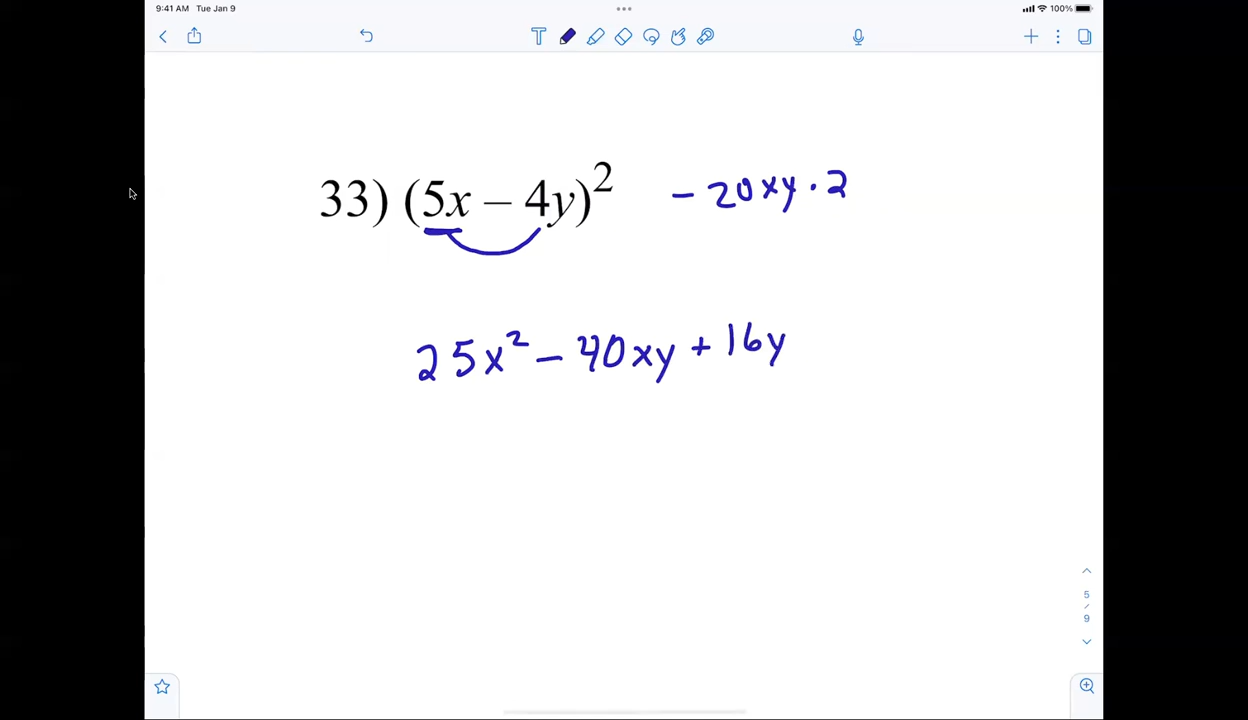 9:41 AM Tue Jan 9
100%
T
33) (5x – 4y)² - 20xy · 2
25x² - 40xy + 16y
5
/
9